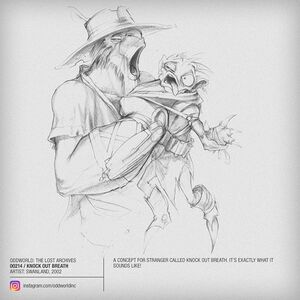 ODDWORLD: THE LOST ARCHIVES
00214 / KNOCK OUT BREATH
ARTIST: SWANLAND, 2002
A CONCEPT FOR STRANGER CALLED KNOCK OUT BREATH. IT'S EXACTLY WHAT IT
SOUNDS LIKE!
instagram.com/oddworldinc